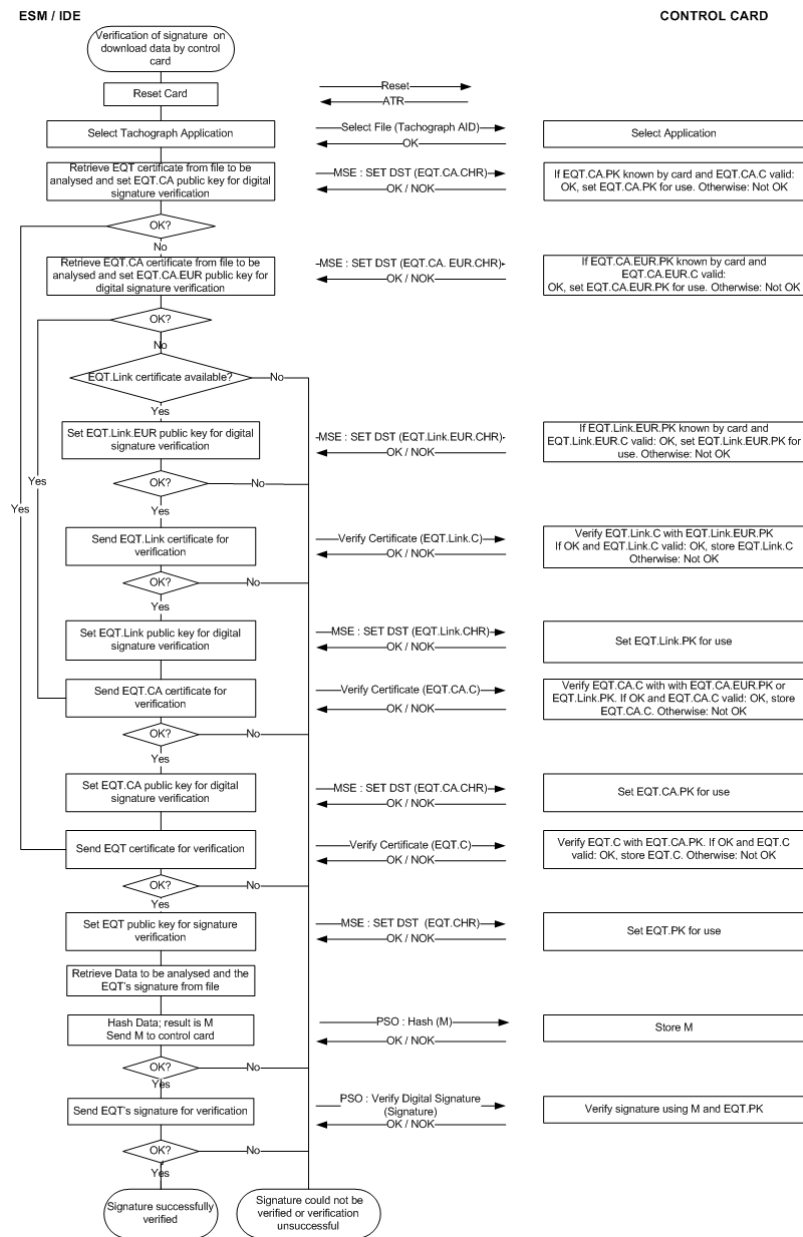 ESM / IDE
CONTROL CARD
Verification of signature on
download data by control
card
Reset Card
Reset
ATR
Select Tachograph Application
Select File (Tachograph AID)
OK
Select Application
Retrieve EQT certificate from file to be
analysed and set EQT.CA public key for digital
signature verification
MSE : SET DST (EQT.CA.CHR)
OK / NOK
If EQT.CA.PK known by card and EQT.CA.C valid:
OK, set EQT.CA.PK for use. Otherwise: Not OK
OK?
No
Retrieve EQT.CA certificate from file to be
analysed and set EQT.CA.EUR public key for
digital signature verification
MSE : SET DST (EQT.CA. EUR.CHR)
OK / NOK
If EQT.CA.EUR.PK known by card and
EQT.CA.EUR.C valid:
OK, set EQT.CA.EUR.PK for use. Otherwise: Not OK
OK?
No
EQT.Link certificate available?
No
Yes
Set EQT.Link.EUR public key for digital
signature verification
MSE : SET DST (EQT.Link.EUR.CHR)
OK / NOK
If EQT.Link.EUR.PK known by card and
EQT.Link.EUR.C valid: OK, set EQT.Link.EUR.PK for
use. Otherwise: Not OK
Yes
Yes
OK?
No
Yes
Send EQT.Link certificate for
verification
Verify Certificate (EQT.Link.C)
OK / NOK
Verify EQT.Link.C with EQT.Link.EUR.PK
If OK and EQT.Link.C valid: OK, store EQT.Link.C
Otherwise: Not OK
OK?
No
Yes
Set EQT.Link public key for digital
signature verification
MSE : SET DST (EQT.Link.CHR)
OK / NOK
Set EQT.Link.PK for use
Send EQT.CA certificate for
verification
Verify Certificate (EQT.CA.C)
OK / NOK
Verify EQT.CA.C with with EQT.CA.EUR.PK or
EQT.Link.PK. If OK and EQT.CA.C valid: OK, store
EQT.CA.C. Otherwise: Not OK
OK?
No
Yes
Set EQT.CA public key for digital
signature verification
MSE : SET DST (EQT.CA.CHR)
OK / NOK
Set EQT.CA.PK for use
Send EQT certificate for verification
Verify Certificate (EQT.C)
OK / NOK
Verify EQT.C with EQT.CA.PK. If OK and EQT.C
valid: OK, store EQT.C. Otherwise: Not OK
OK?
No
Yes
Set EQT public key for signature
verification
MSE : SET DST (EQT.CHR)
OK / NOK
Set EQT.PK for use
Retrieve Data to be analysed and the
EQT's signature from file
Hash Data; result is M
Send M to control card
PSO : Hash (M)
OK / NOK
Store M
OK?
No
Yes
Send EQT's signature for verification
PSO : Verify Digital Signature
(Signature)
OK / NOK
Verify signature using M and EQT.PK
OK?
No
Yes
Signature successfully
verified
Signature could not be
verified or verification
unsuccessful